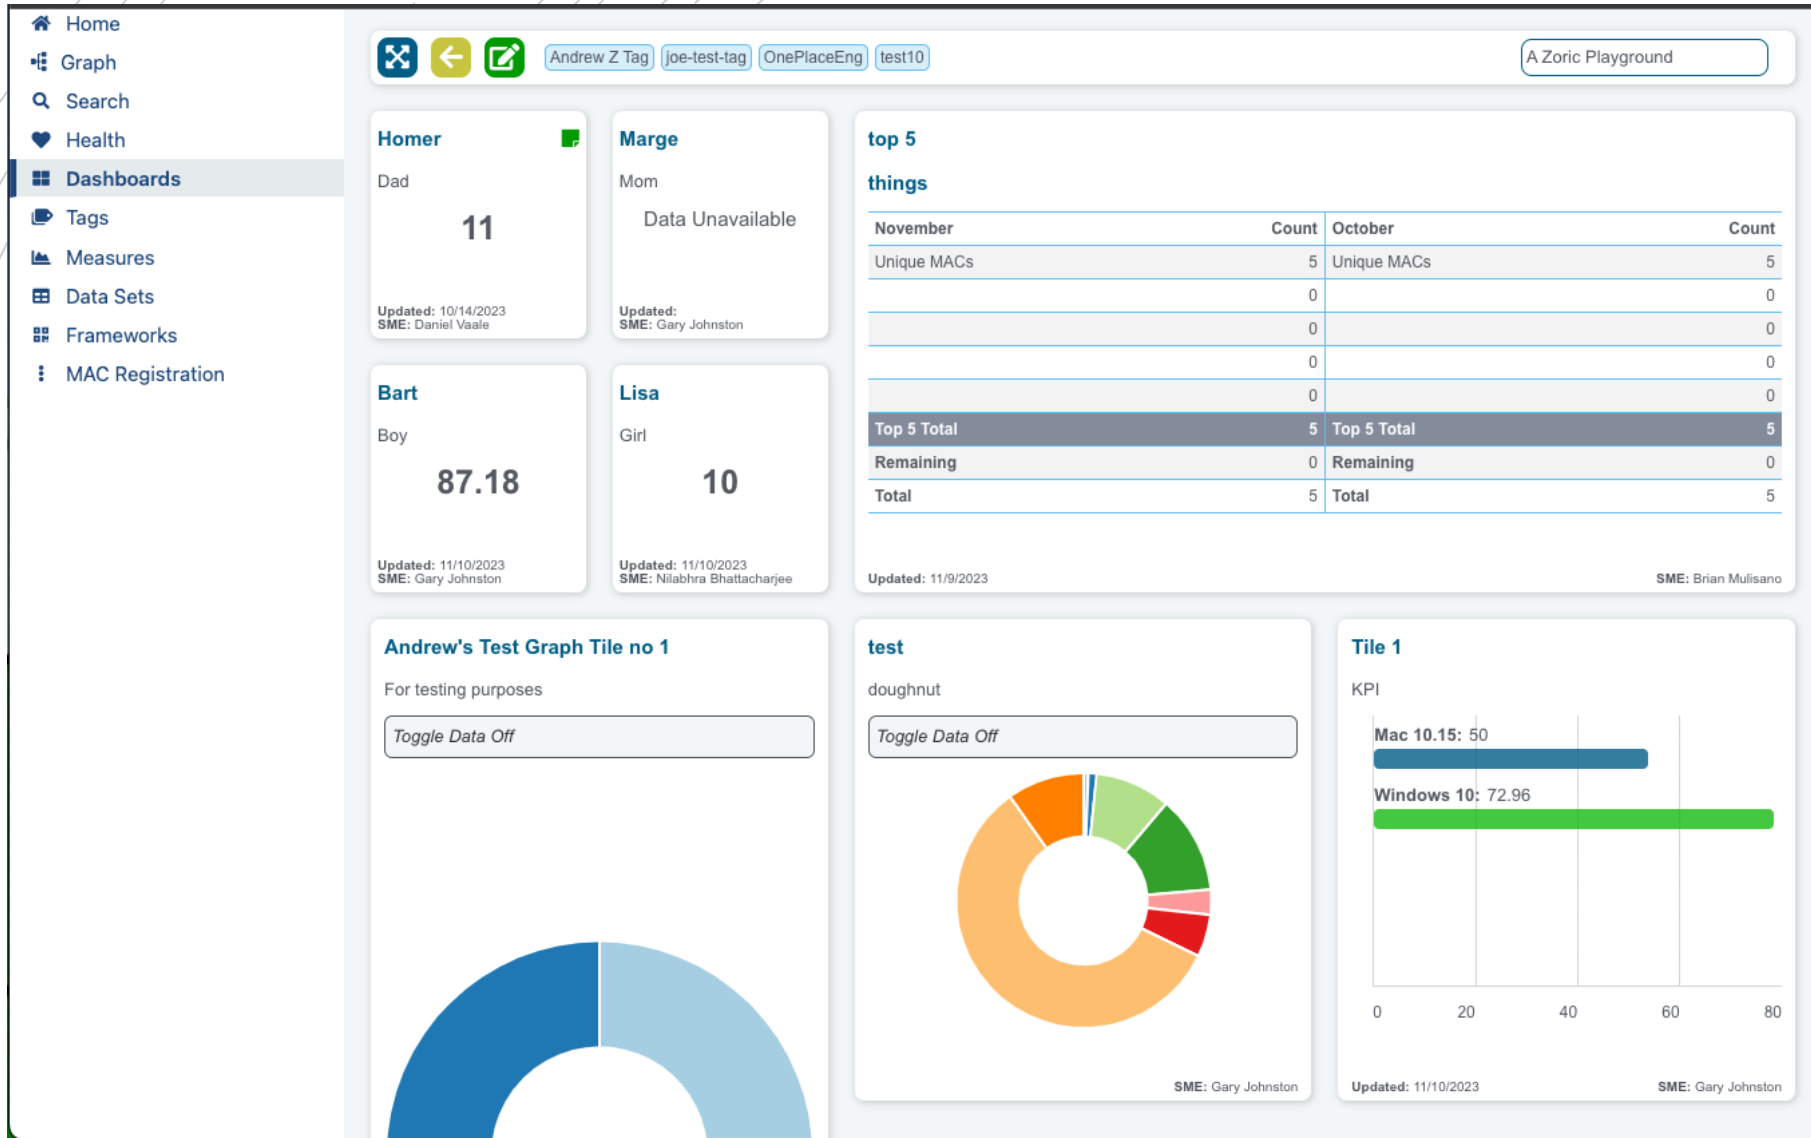 Home
Graph
Search
Health
Dashboards
Tags
Measures
Data Sets
Frameworks
MAC Registration
Andrew Z Tag joe-test-tag OnePlaceEng test10
A Zoric Playground
Homer
Dad
11
Updated: 10/14/2023
SME: Daniel Vaale
Marge
Mom
Data Unavailable
Updated:
SME: Gary Johnston
Bart
Boy
87.18
Updated: 11/10/2023
SME: Gary Johnston
Lisa
Girl
10
Updated: 11/10/2023
SME: Nilabhra Bhattacharjee
top 5
things
November Count October Count
Unique MACs 5 Unique MACs 5
0 0
0 0
0 0
0 0
Top 5 Total 5 Top 5 Total 5
Remaining 0 Remaining 0
Total 5 Total 5
Updated: 11/9/2023 SME: Brian Mulisano
Andrew's Test Graph Tile no 1
For testing purposes
Toggle Data Off
test
doughnut
Toggle Data Off
SME: Gary Johnston
Tile 1
KPI
Mac 10.15: 50
Windows 10: 72.96
0 20 40 60 80
Updated: 11/10/2023 SME: Gary Johnston